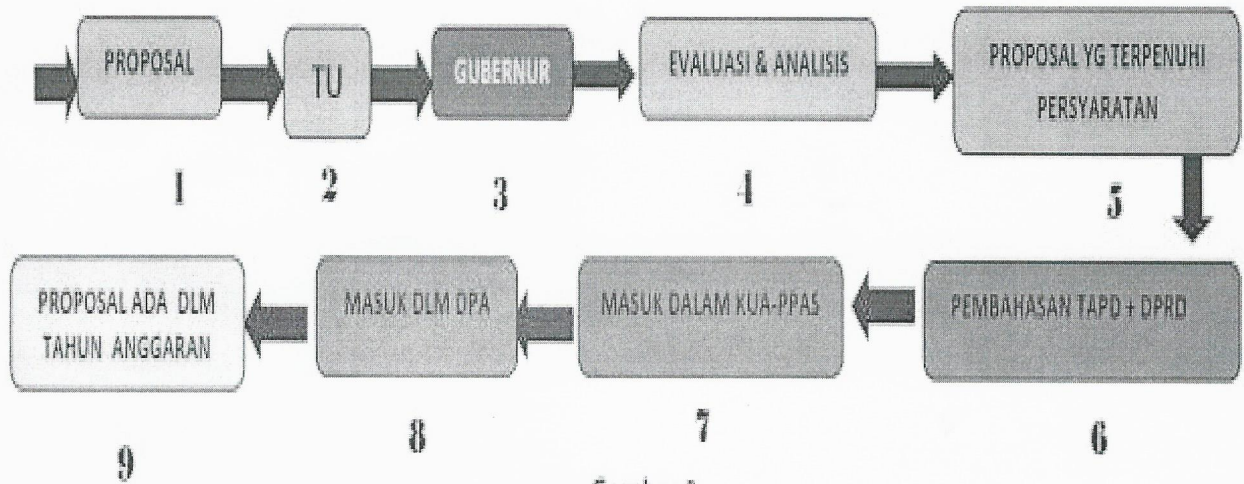 PROPOSAL
TU
GUBERNUR
EVALUASI & ANALISIS
PROPOSAL YG TERPENUHI
PERSYARATAN
1
2
3
4
5
PROPOSAL ADA DLM
TAHUN ANGGARAN
MASUK DLM DPA
MASUK DALAM KUA-PPAS
PEMBAHASAN TAPD + DPRD
9
8
7
6